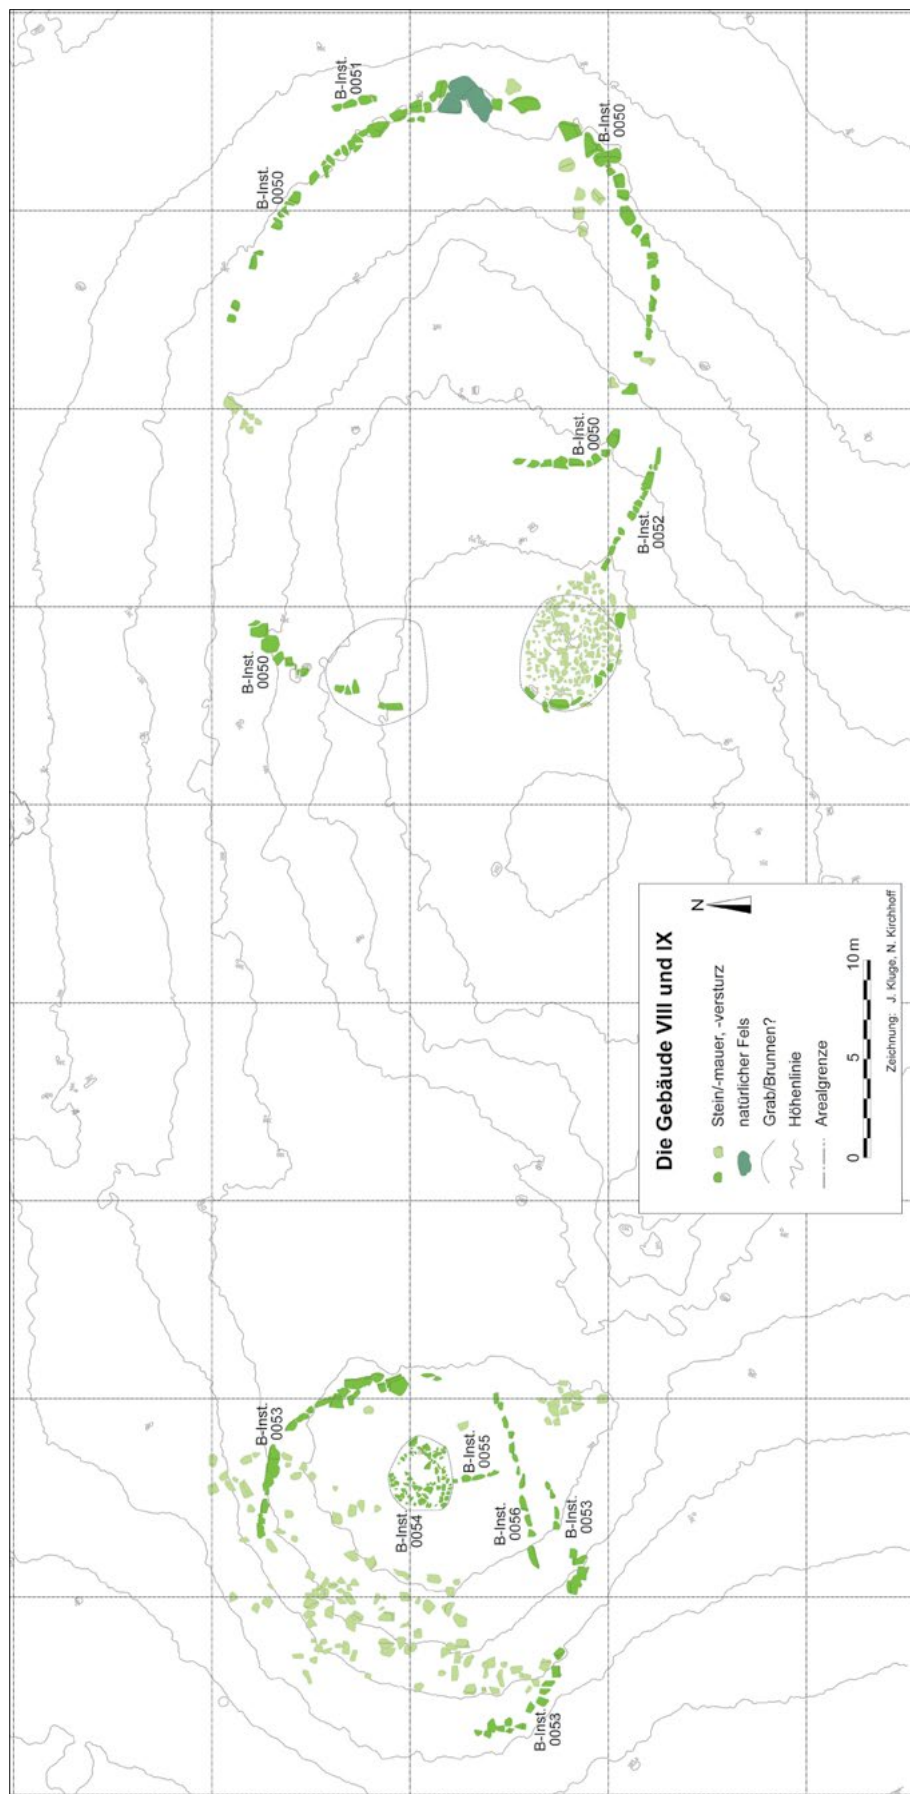 B-Inst.
0053
B-Inst.
0054
B-Inst.
0055
B-Inst.
0056
B-Inst.
0053
B-Inst.
0053
B-Inst.
0050
B-Inst.
0050
B-Inst.
0051
B-Inst.
0050
B-Inst.
0052
B-Inst.
0050
Die Gebäude VIII und IX
N
Stein/-mauer, -versturz
natürlicher Fels
Grab/Brunnen?
Höhenlinie
Arealgrenze
0 5 10 m
Zeichnung: J. Kluge, N. Kirchhoff